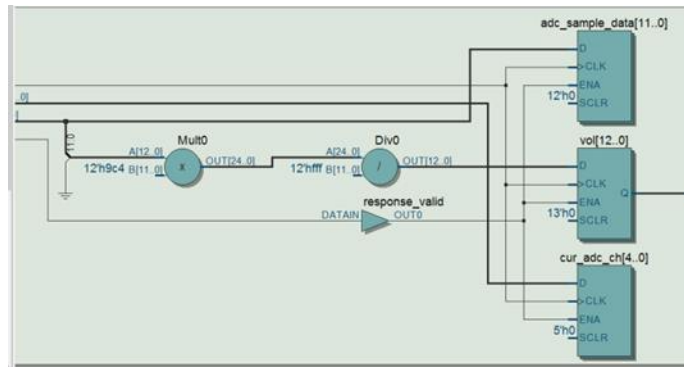 adc_sample_data[11..0]
D
CLK
ENA
12'h0 SCLR
0]
11:0
Mult0
A[12..0]
12'h9c4 B[11..0]
x
OUT[24..0]
Div0
A[24..0]
12'hfff B[11..0]
/
OUT[12..0]
vol[12..0]
D
CLK
Q
ENA
13'h0 SCLR
response_valid
DATAIN OUT0
cur_adc_ch[4..0]
D
CLK
ENA
5'h0 SCLR